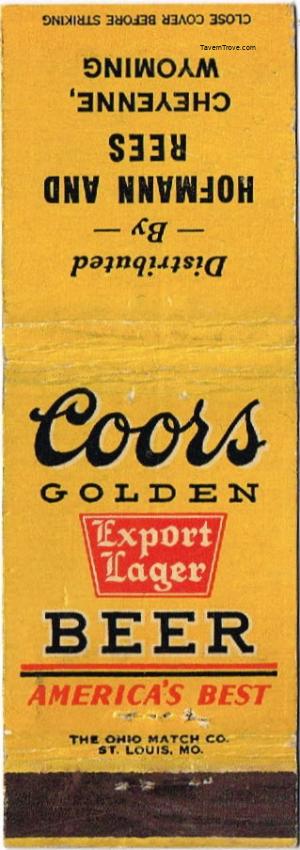 TavernTrove.com
CLOSE COVER BEFORE STRIKING
Distributed
— By —
HOFMANN AND
REES
CHEYENNE,
WYOMING
Coors
GOLDEN
Export
Lager
BEER
AMERICA'S BEST
THE OHIO MATCH CO.
ST. LOUIS, MO.